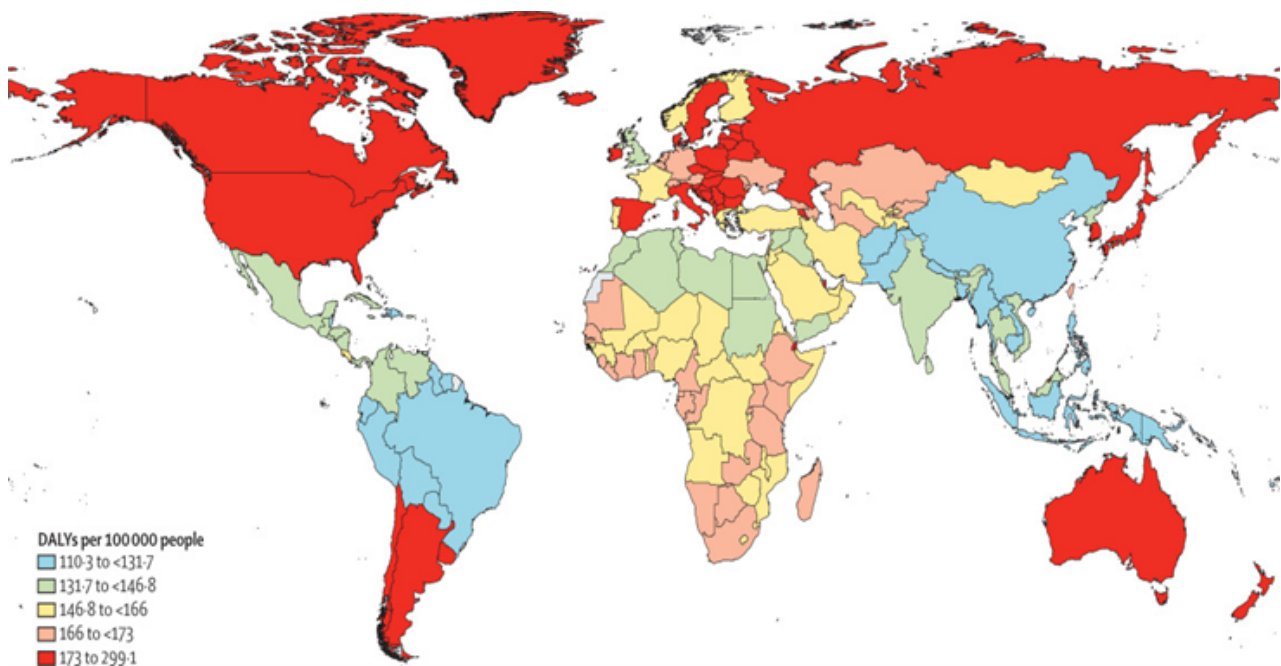 DALYs per 100 000 people
110·3 to <131·7
131·7 to <146·8
146·8 to <166
166 to <173
173 to 299·1